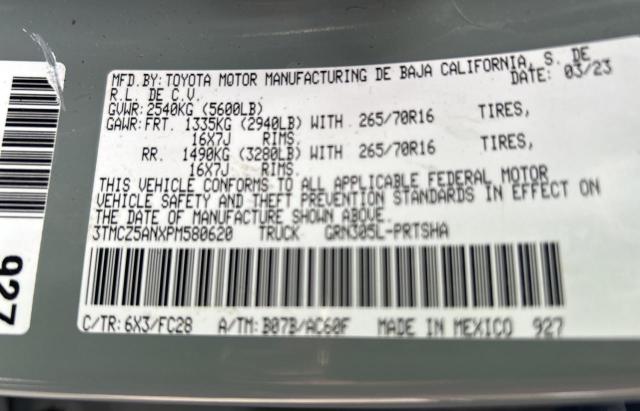 MFD. BY: TOYOTA MOTOR MANUFACTURING DE BAJA CALIFORNIA, S. DE
R.L. DE C.V. DATE: 03/23
GVWR: 2540KG (5600LB)
GAWR: FRT. 1335KG (2940LB) WITH 265/70R16 TIRES,
16X7J RIMS.
RR. 1490KG (3280LB) WITH 265/70R16 TIRES,
16X7J RIMS.
THIS VEHICLE CONFORMS TO ALL APPLICABLE FEDERAL MOTOR
VEHICLE SAFETY AND THEFT PREVENTION STANDARDS IN EFFECT ON
THE DATE OF MANUFACTURE SHOWN ABOVE.
3TMCZ5ANXPM580620 TRUCK GRN305L-PRTSHA
C/TR: 6X3/FC28 A/TM: B07B/AC60F MADE IN MEXICO 927
927